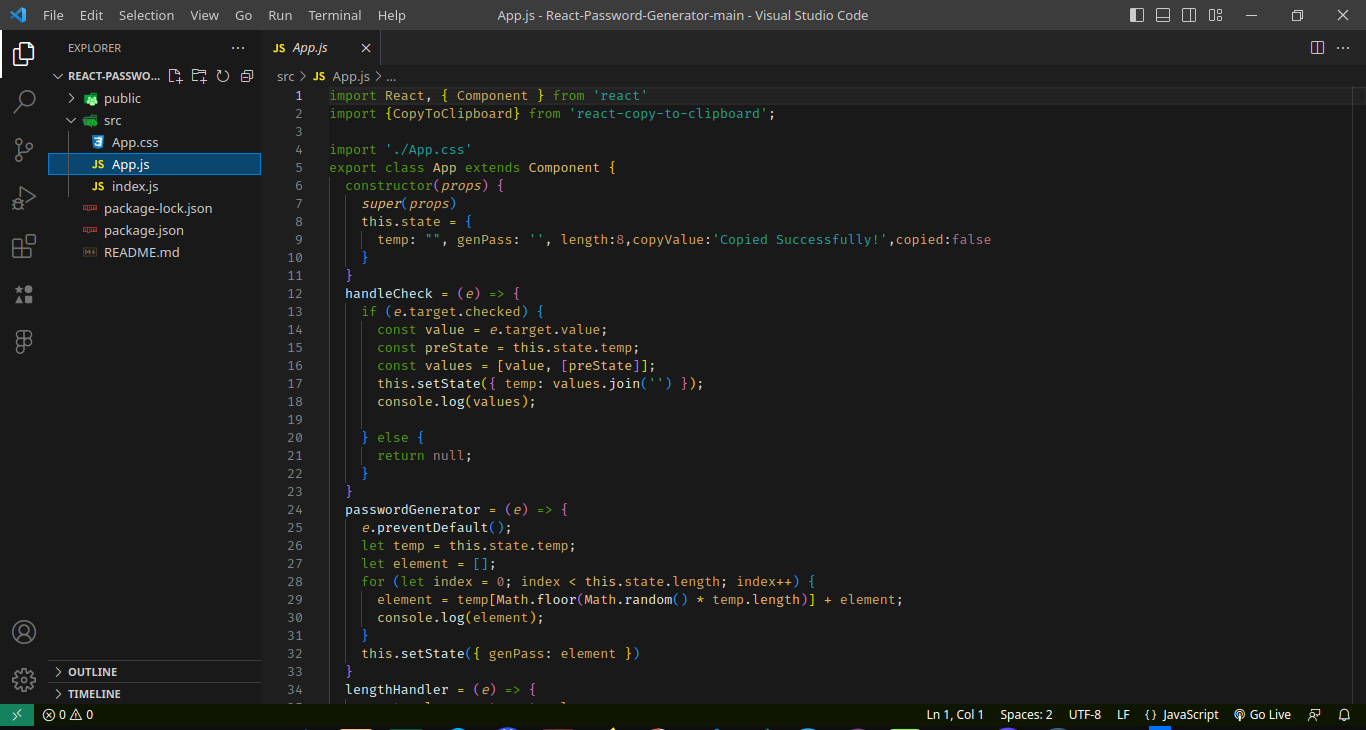 File Edit Selection View Go Run Terminal Help App.js - React-Password-Generator-main - Visual Studio Code
EXPLORER
REACT-PASSWO...
public
src
App.css
App.js
index.js
package-lock.json
package.json
README.md
OUTLINE
TIMELINE
JS App.js
src > JS App.js > ...
1 import React, { Component } from 'react'
2 import {CopyToClipboard} from 'react-copy-to-clipboard';
3
4 import './App.css'
5 export class App extends Component {
6 constructor(props) {
7 super(props)
8 this.state = {
9 temp: "", genPass: '', length:8,copyValue:'Copied Successfully!',copied:false
10 }
11 }
12 handleCheck = (e) => {
13 if (e.target.checked) {
14 const value = e.target.value;
15 const preState = this.state.temp;
16 const values = [value, [preState]];
17 this.setState({ temp: values.join('') });
18 console.log(values);
19
20 } else {
21 return null;
22 }
23 }
24 passwordGenerator = (e) => {
25 e.preventDefault();
26 let temp = this.state.temp;
27 let element = [];
28 for (let index = 0; index < this.state.length; index++) {
29 element = temp[Math.floor(Math.random() * temp.length)] + element;
30 console.log(element);
31 }
32 this.setState({ genPass: element })
33 }
34 lengthHandler = (e) => {
0 0 Ln 1, Col 1 Spaces: 2 UTF-8 LF {} JavaScript Go Live